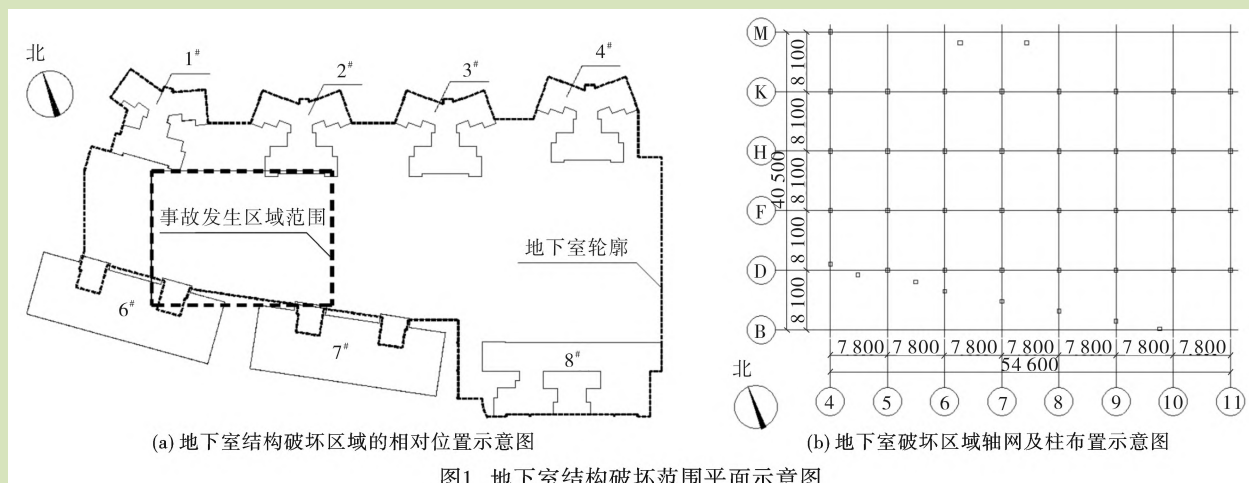 北
1#
2#
3#
4#
事故发生区域范围
地下室轮廓
6#
7#
8#
(a) 地下室结构破坏区域的相对位置示意图
M
K
H
F
D
B
8 100
8 100
8 100
8 100
8 100
40 500
7 800 7 800 7 800 7 800 7 800 7 800 7 800
54 600
北
4 5 6 7 8 9 10 11
(b) 地下室破坏区域轴网及柱布置示意图
图1 地下室结构破坏范围平面示意图